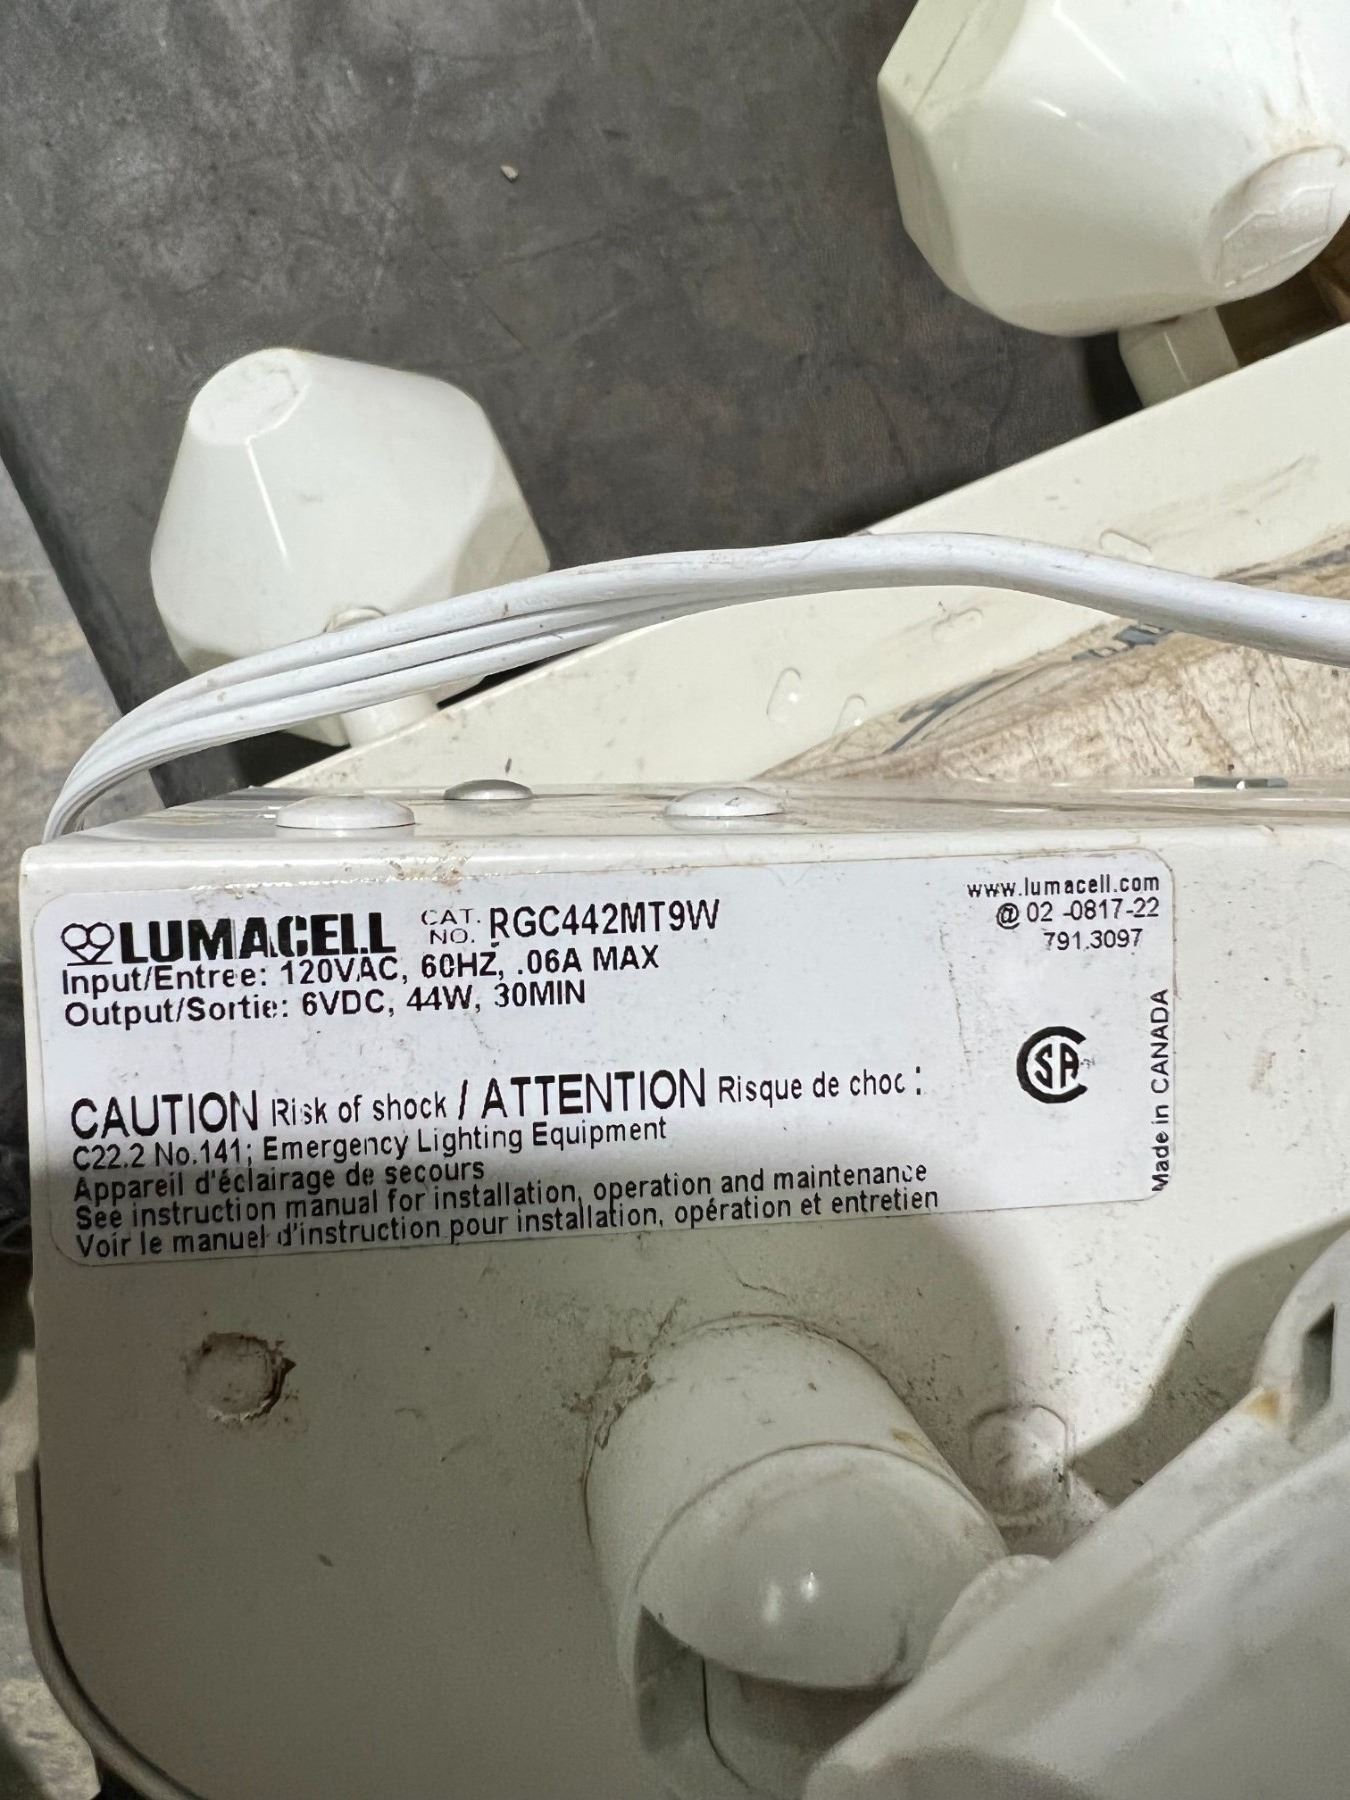 LUMACELL CAT. NO. RGC442MT9W
Input/Entree: 120VAC, 60HZ, .06A MAX
Output/Sortie: 6VDC, 44W, 30MIN
www.lumacell.com
@ 02 -0817-22
791.3097
CSA
Made in CANADA
CAUTION Risk of shock / ATTENTION Risque de choc :
C22.2 No.141; Emergency Lighting Equipment
Appareil d'éclairage de secours
See instruction manual for installation, operation and maintenance
Voir le manuel d'instruction pour installation, opération et entretien